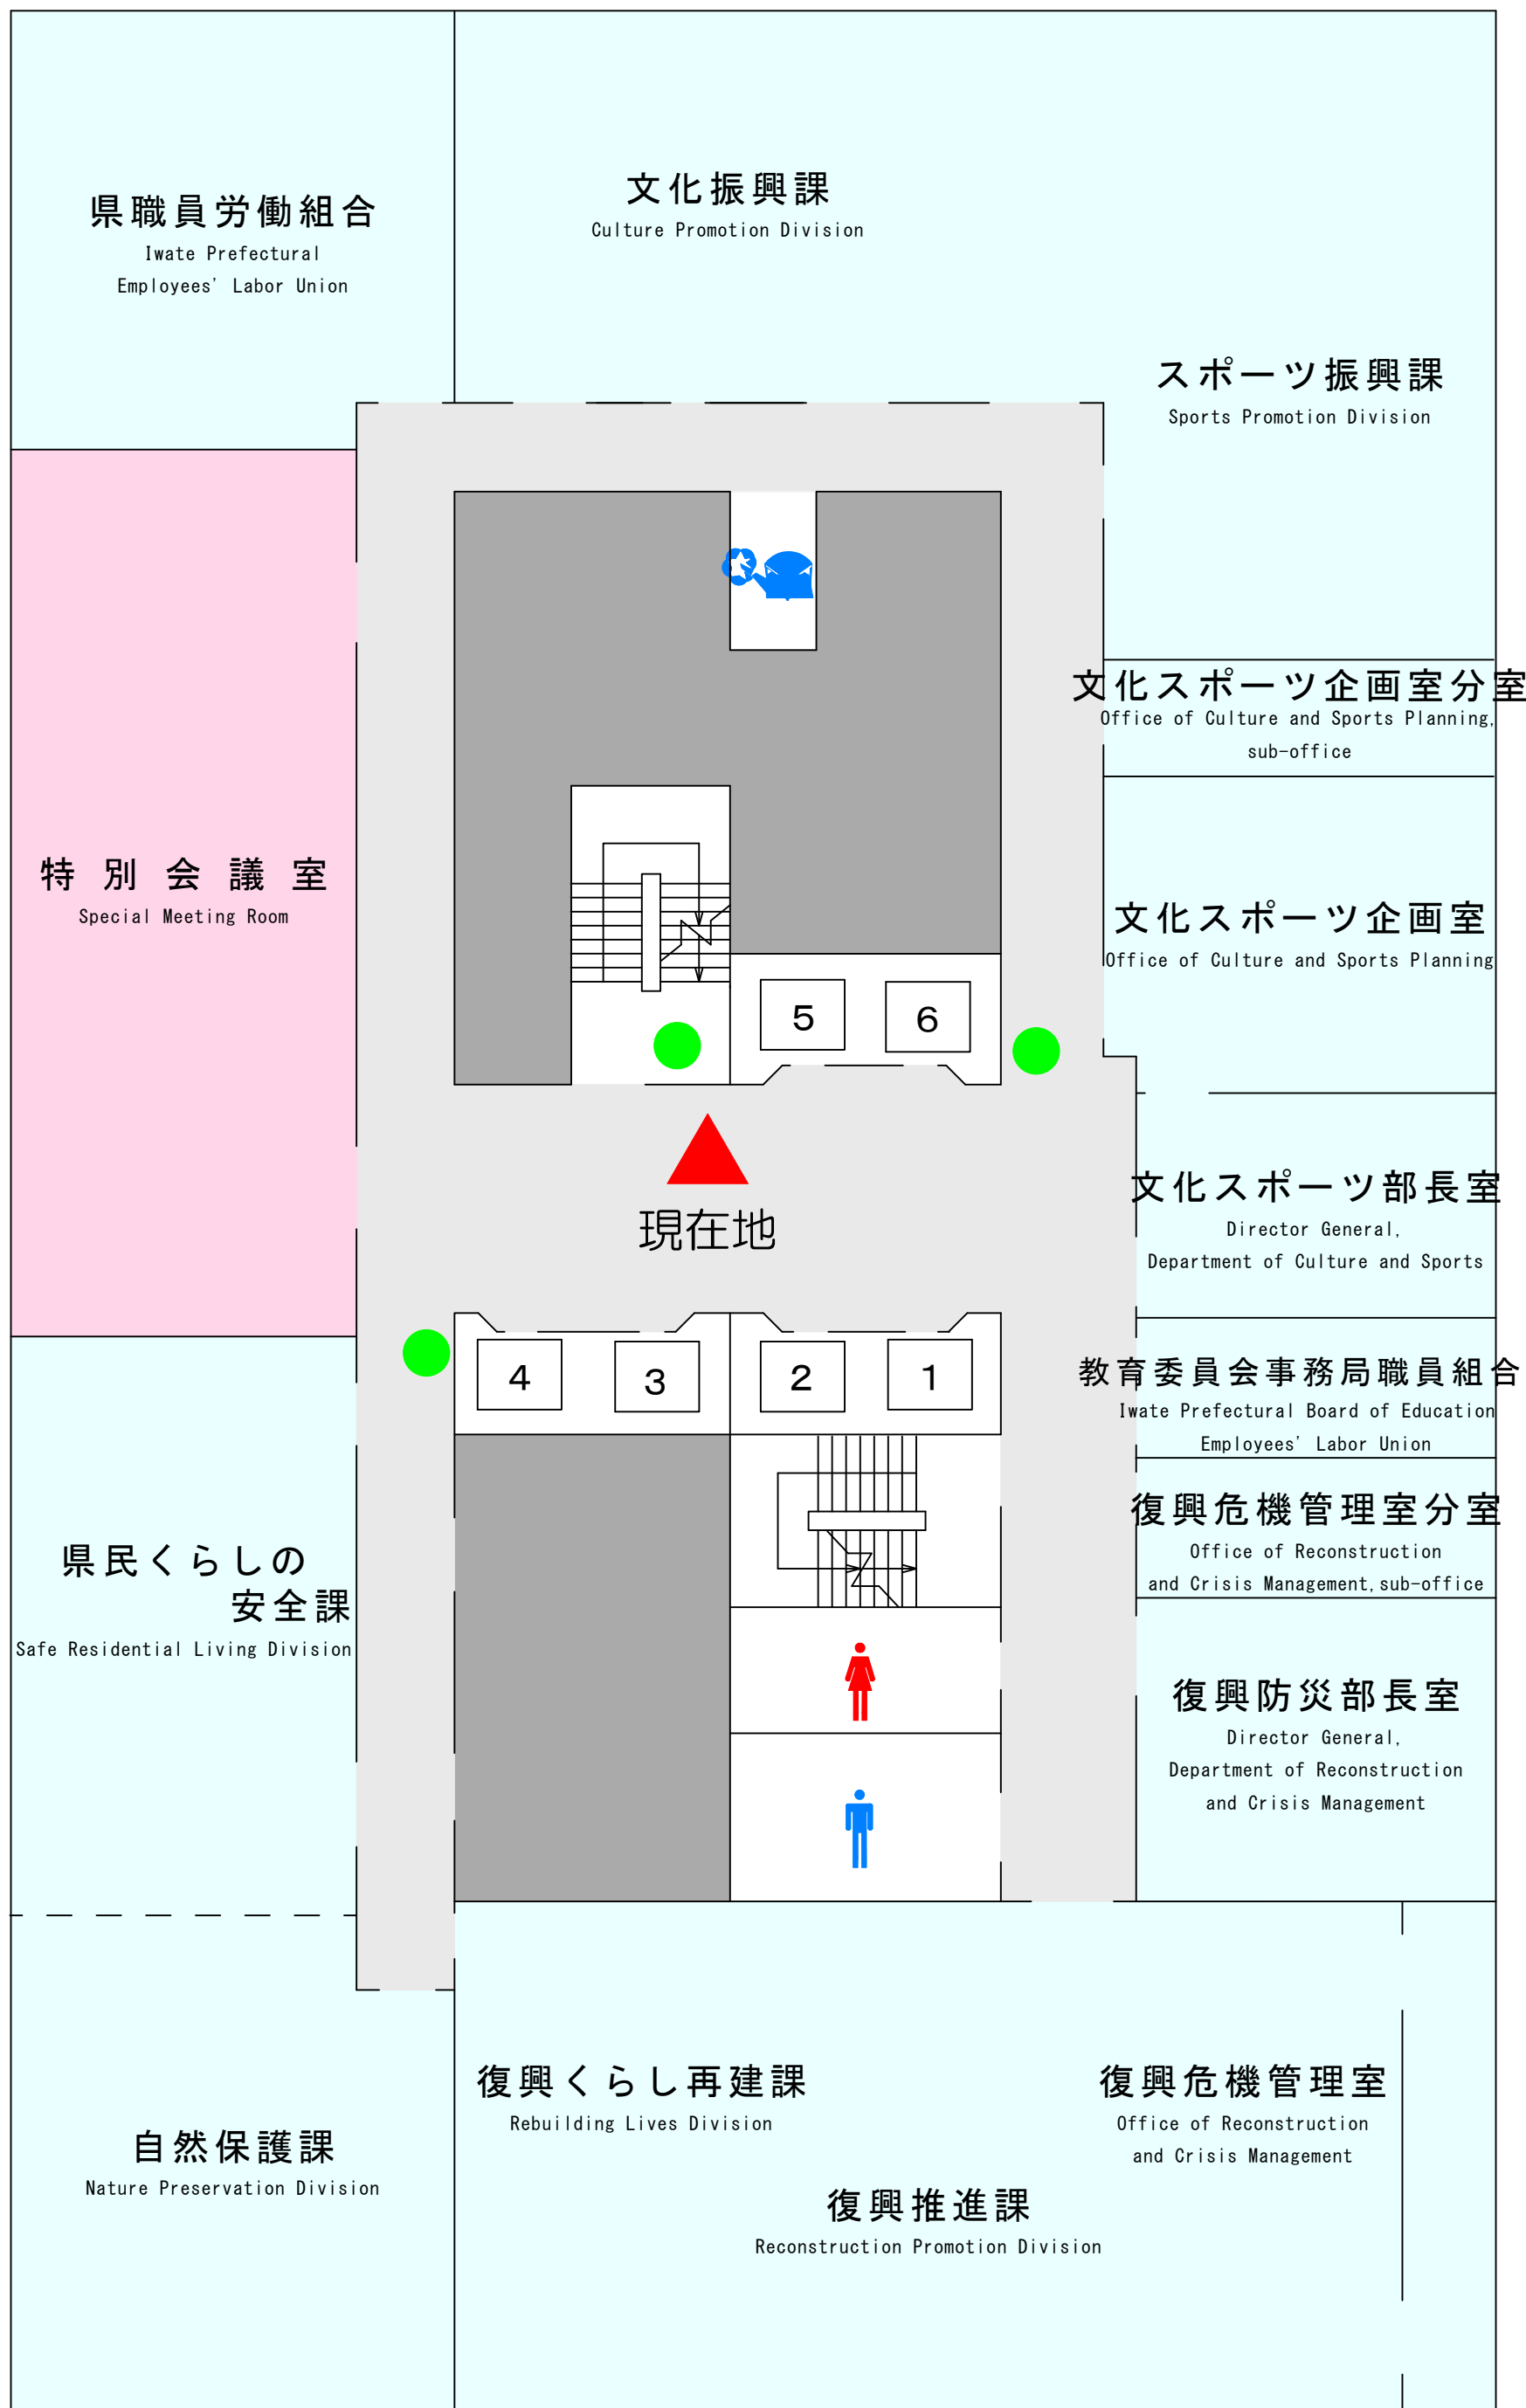 県職員労働組合
Iwate Prefectural
Employees' Labor Union
文化振興課
Culture Promotion Division
スポーツ振興課
Sports Promotion Division
文化スポーツ企画室分室
Office of Culture and Sports Planning,
sub-office
特別会議室
Special Meeting Room
文化スポーツ企画室
Office of Culture and Sports Planning
5
6
現在地
文化スポーツ部長室
Director General,
Department of Culture and Sports
4
3
2
1
教育委員会事務局職員組合
Iwate Prefectural Board of Education
Employees' Labor Union
復興危機管理室分室
Office of Reconstruction
and Crisis Management, sub-office
県民くらしの
安全課
Safe Residential Living Division
復興防災部長室
Director General,
Department of Reconstruction
and Crisis Management
自然保護課
Nature Preservation Division
復興くらし再建課
Rebuilding Lives Division
復興危機管理室
Office of Reconstruction
and Crisis Management
復興推進課
Reconstruction Promotion Division